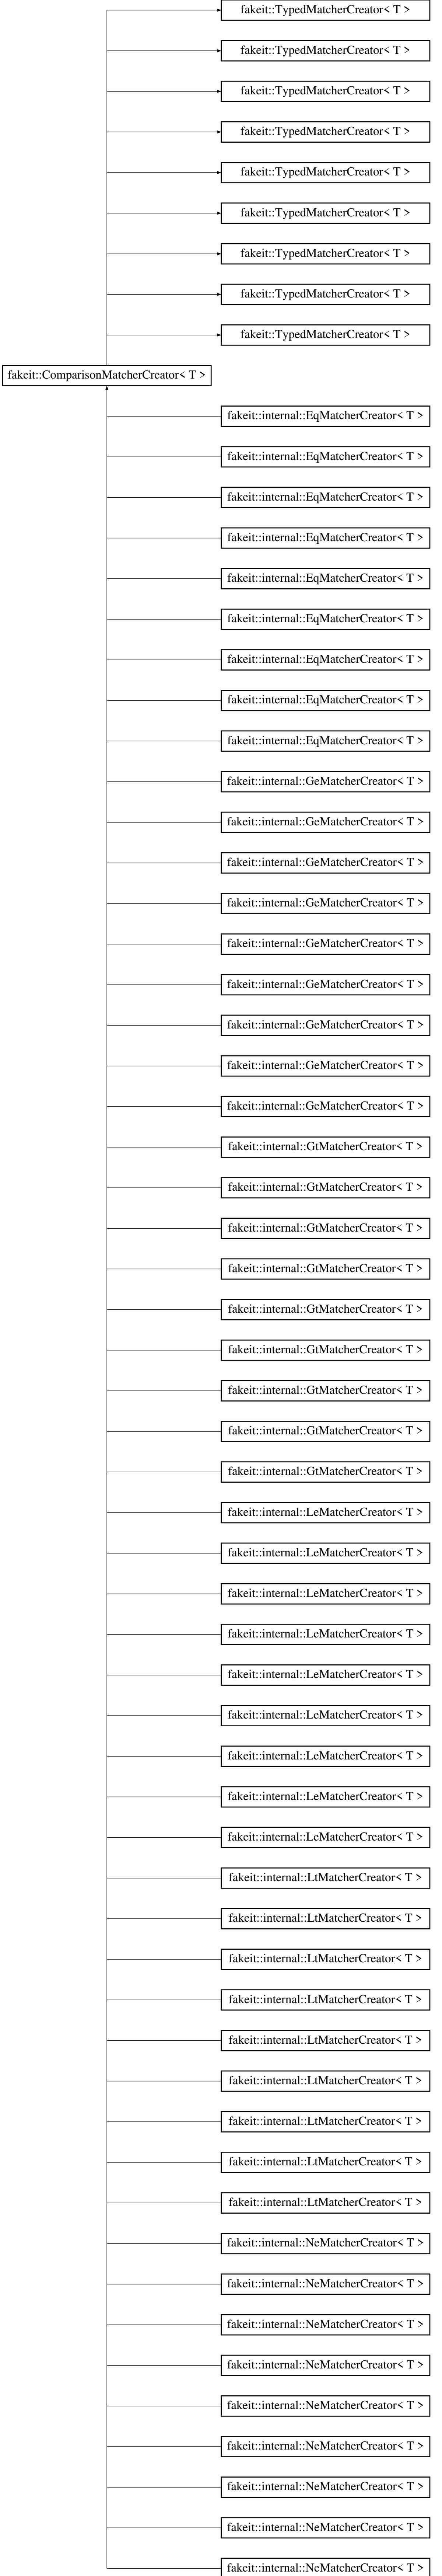 fakeit::TypedMatcherCreator< T >
fakeit::TypedMatcherCreator< T >
fakeit::TypedMatcherCreator< T >
fakeit::TypedMatcherCreator< T >
fakeit::TypedMatcherCreator< T >
fakeit::TypedMatcherCreator< T >
fakeit::TypedMatcherCreator< T >
fakeit::TypedMatcherCreator< T >
fakeit::TypedMatcherCreator< T >
fakeit::ComparisonMatcherCreator< T >
fakeit::internal::EqMatcherCreator< T >
fakeit::internal::EqMatcherCreator< T >
fakeit::internal::EqMatcherCreator< T >
fakeit::internal::EqMatcherCreator< T >
fakeit::internal::EqMatcherCreator< T >
fakeit::internal::EqMatcherCreator< T >
fakeit::internal::EqMatcherCreator< T >
fakeit::internal::EqMatcherCreator< T >
fakeit::internal::EqMatcherCreator< T >
fakeit::internal::GeMatcherCreator< T >
fakeit::internal::GeMatcherCreator< T >
fakeit::internal::GeMatcherCreator< T >
fakeit::internal::GeMatcherCreator< T >
fakeit::internal::GeMatcherCreator< T >
fakeit::internal::GeMatcherCreator< T >
fakeit::internal::GeMatcherCreator< T >
fakeit::internal::GeMatcherCreator< T >
fakeit::internal::GeMatcherCreator< T >
fakeit::internal::GtMatcherCreator< T >
fakeit::internal::GtMatcherCreator< T >
fakeit::internal::GtMatcherCreator< T >
fakeit::internal::GtMatcherCreator< T >
fakeit::internal::GtMatcherCreator< T >
fakeit::internal::GtMatcherCreator< T >
fakeit::internal::GtMatcherCreator< T >
fakeit::internal::GtMatcherCreator< T >
fakeit::internal::GtMatcherCreator< T >
fakeit::internal::LeMatcherCreator< T >
fakeit::internal::LeMatcherCreator< T >
fakeit::internal::LeMatcherCreator< T >
fakeit::internal::LeMatcherCreator< T >
fakeit::internal::LeMatcherCreator< T >
fakeit::internal::LeMatcherCreator< T >
fakeit::internal::LeMatcherCreator< T >
fakeit::internal::LeMatcherCreator< T >
fakeit::internal::LeMatcherCreator< T >
fakeit::internal::LtMatcherCreator< T >
fakeit::internal::LtMatcherCreator< T >
fakeit::internal::LtMatcherCreator< T >
fakeit::internal::LtMatcherCreator< T >
fakeit::internal::LtMatcherCreator< T >
fakeit::internal::LtMatcherCreator< T >
fakeit::internal::LtMatcherCreator< T >
fakeit::internal::LtMatcherCreator< T >
fakeit::internal::LtMatcherCreator< T >
fakeit::internal::NeMatcherCreator< T >
fakeit::internal::NeMatcherCreator< T >
fakeit::internal::NeMatcherCreator< T >
fakeit::internal::NeMatcherCreator< T >
fakeit::internal::NeMatcherCreator< T >
fakeit::internal::NeMatcherCreator< T >
fakeit::internal::NeMatcherCreator< T >
fakeit::internal::NeMatcherCreator< T >
fakeit::internal::NeMatcherCreator< T >